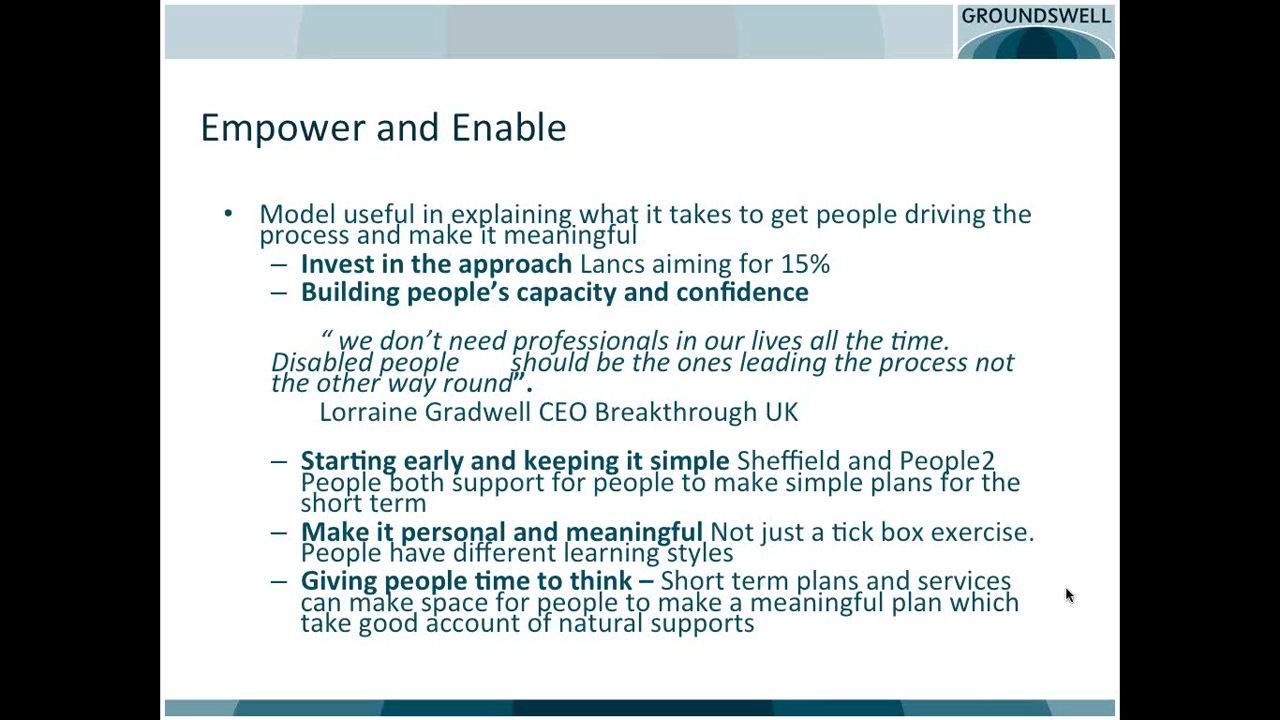 GROUNDSWELL
Empower and Enable
• Model useful in explaining what it takes to get people driving the
process and make it meaningful
– Invest in the approach Lancs aiming for 15%
– Building people’s capacity and confidence
“ we don’t need professionals in our lives all the time.
Disabled people should be the ones leading the process not
the other way round”.
Lorraine Gradwell CEO Breakthrough UK
– Starting early and keeping it simple Sheffield and People2
People both support for people to make simple plans for the
short term
– Make it personal and meaningful Not just a tick box exercise.
People have different learning styles
– Giving people time to think – Short term plans and services
can make space for people to make a meaningful plan which
take good account of natural supports